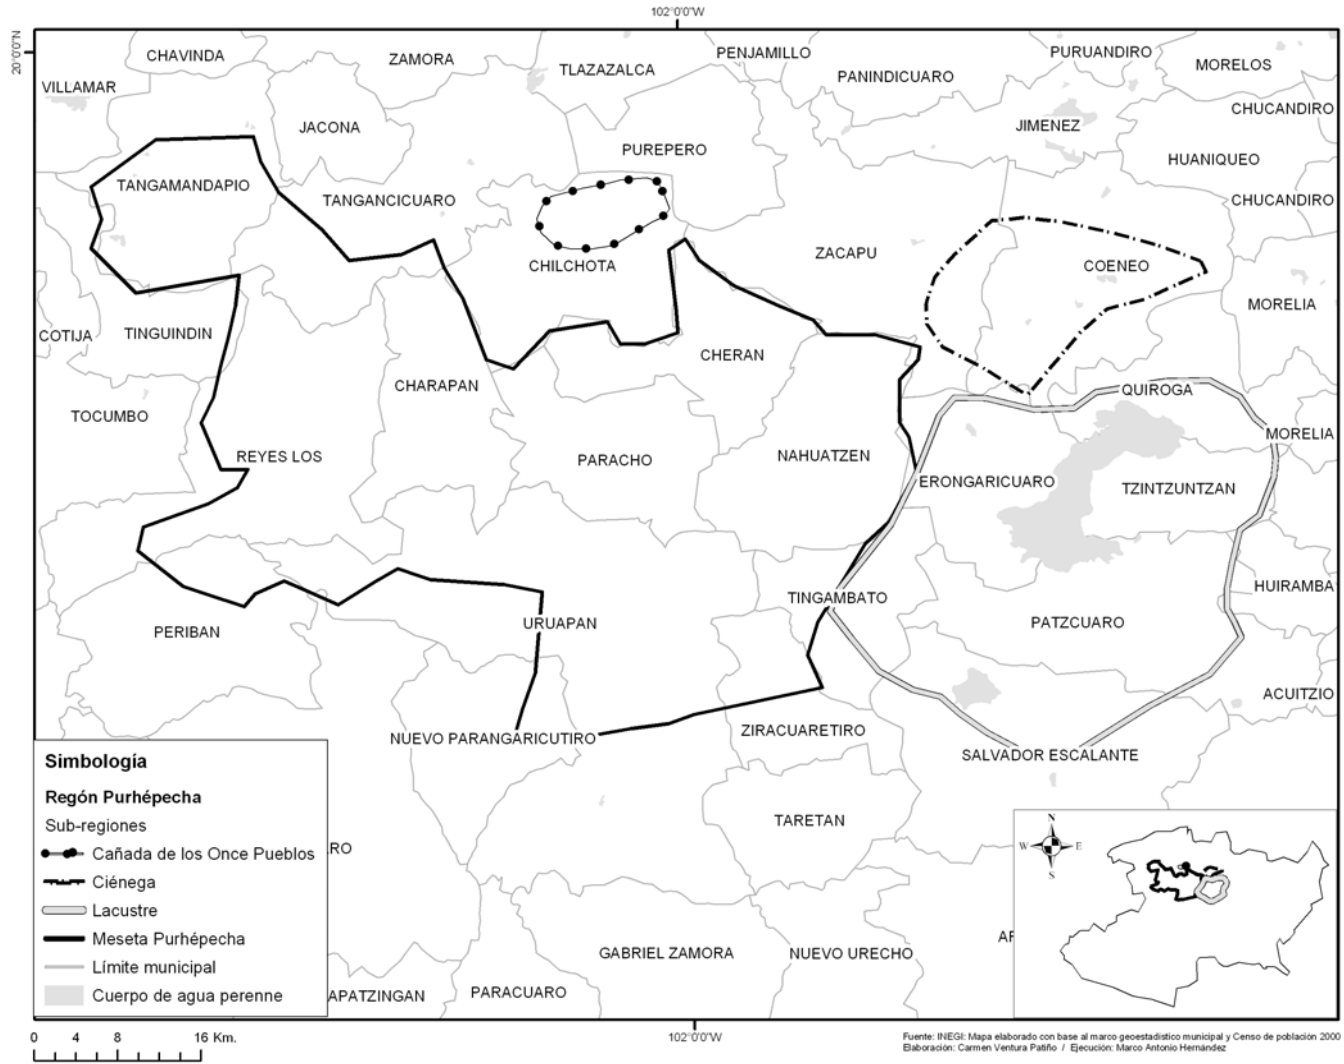 102°0'0"W
20°0'0"N
CHAVINDA
ZAMORA
TLAZAZALCA
PENJAMILLO
PANINDICUARO
PURUANDIRO
MORELOS
VILLAMAR
CHUCANDIRO
JACONA
JIMENEZ
PUREPERO
HUANIQUEO
TANGAMANDAPIO
TANGANCICUARO
CHUCANDIRO
ZACAPU
CHILCHOTA
COENEO
MORELIA
COTIJA
TINGUINDIN
CHERAN
CHARAPAN
QUIROGA
TOCUMBO
MORELIA
REYES LOS
PARACHO
NAHUATZEN
ERONGARICUARO
TZINTZUNTZAN
HUIRAMBA
TINGAMBATO
URUAPAN
PATZCUARO
PERIBAN
ACUITZIO
NUEVO PARANGARICUTIRO
ZIRACUARETIRO
SALVADOR ESCALANTE
TARETAN
RO
AR
GABRIEL ZAMORA
NUEVO URECHO
APATZINGAN
PARACUARO
Simbología
Regón Purhépecha
Sub-regiones
Cañada de los Once Pueblos
Ciénega
Lacustre
Meseta Purhépecha
Límite municipal
Cuerpo de agua perenne
N
W E
S
0 4 8 16 Km.
102°0'0"W
Fuente: INEGI: Mapa elaborado con base al marco geoestadistico municipal y Censo de población 2000
Elaboración: Carmen Ventura Patiño / Ejecución: Marco Antonio Hernández